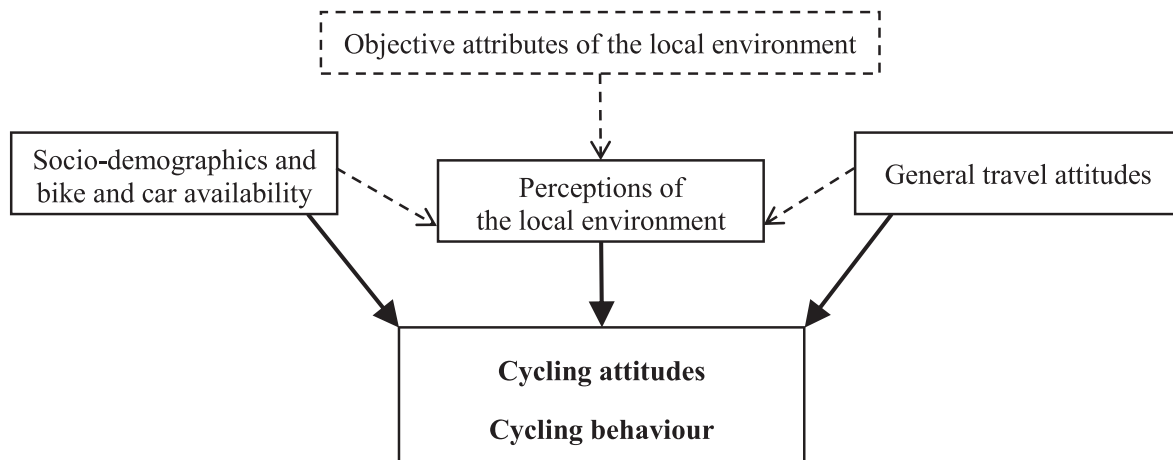 Objective attributes of the local environment
Socio-demographics and
bike and car availability
Perceptions of
the local environment
General travel attitudes
Cycling attitudes
Cycling behaviour